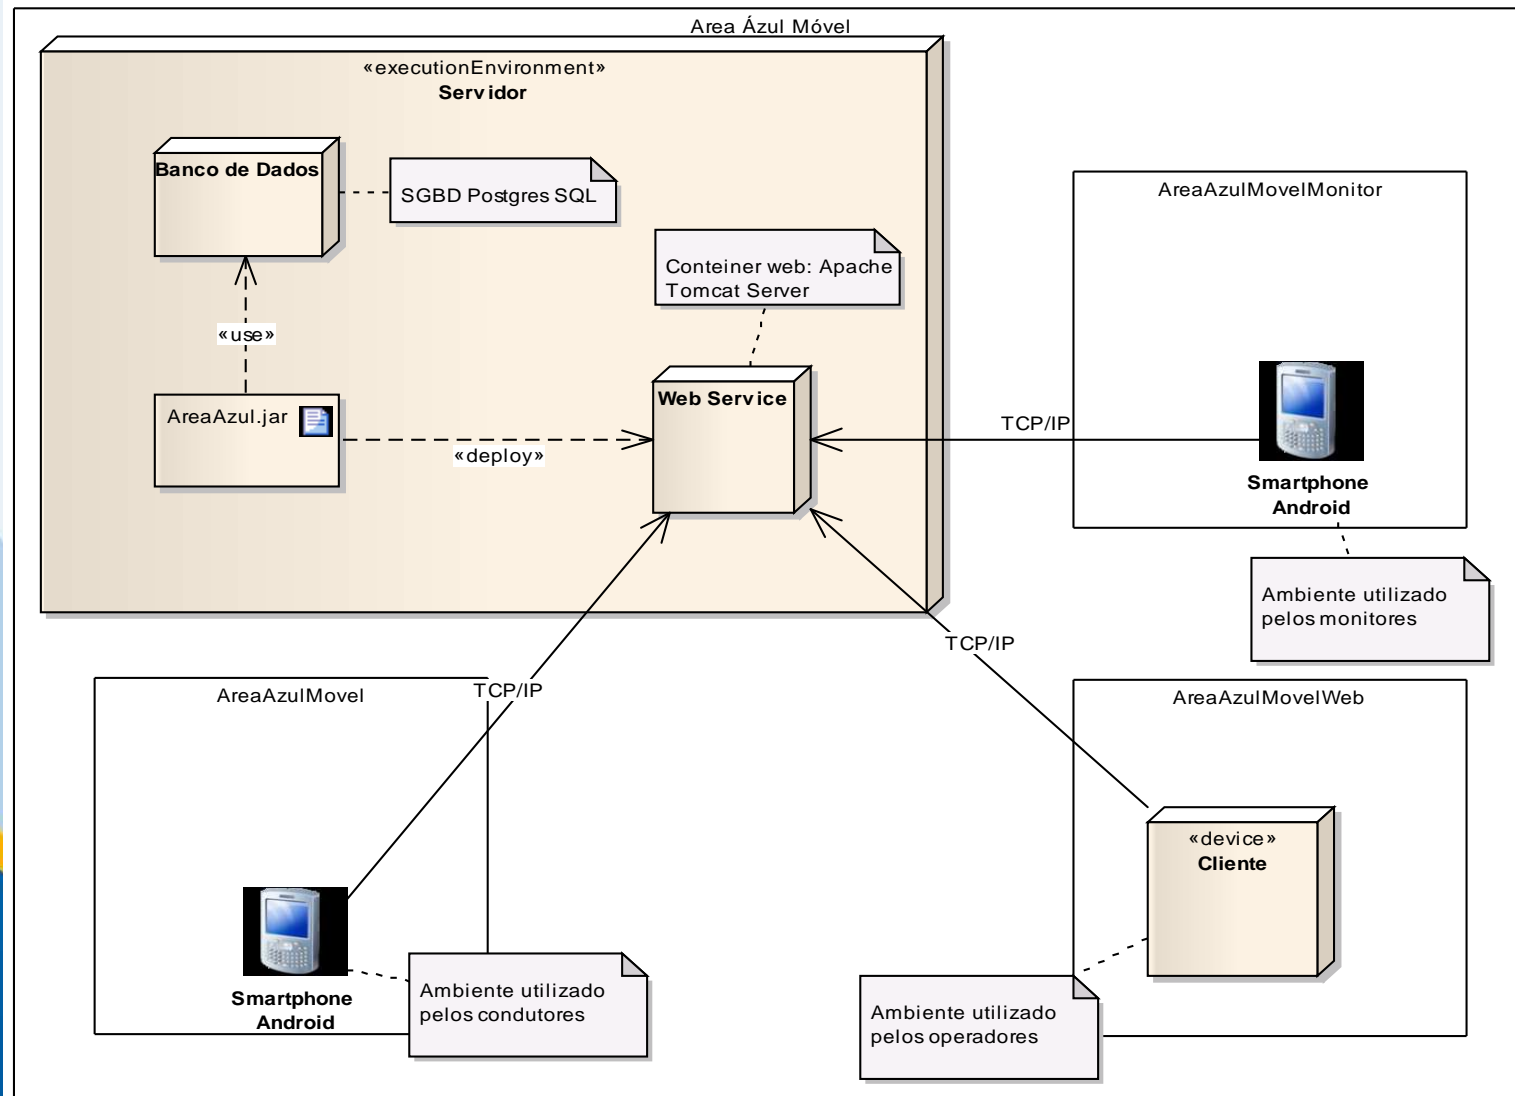 Area Ázul Móvel
«executionEnvironment»
Servidor
Banco de Dados
SGBD Postgres SQL
Conteiner web: Apache
Tomcat Server
«use»
AreaAzul.jar
«deploy»
Web Service
AreaAzulMovelMonitor
TCP/IP
Smartphone
Android
Ambiente utilizado
pelos monitores
TCP/IP
TCP/IP
AreaAzulMovel
Smartphone
Android
Ambiente utilizado
pelos condutores
AreaAzulMovelWeb
«device»
Cliente
Ambiente utilizado
pelos operadores